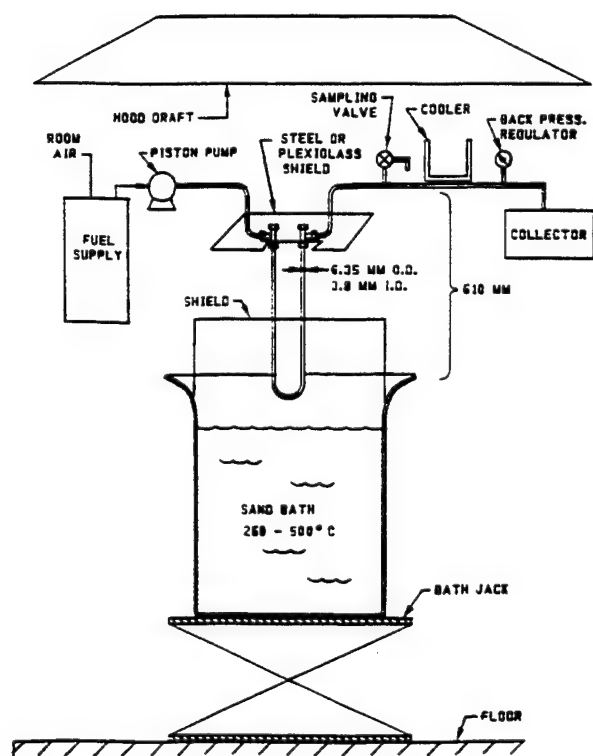 HOOD DRAFT
SAMPLING
VALVE
COOLER
BACK PRESS.
REGULATOR
ROOM
AIR
PISTON PUMP
STEEL OR
PLEXIGLASS
SHIELD
FUEL
SUPPLY
COLLECTOR
6.35 MM O.D.
3.8 MM I.D.
610 MM
SHIELD
SAND BATH
260 - 500° C
BATH JACK
FLOOR